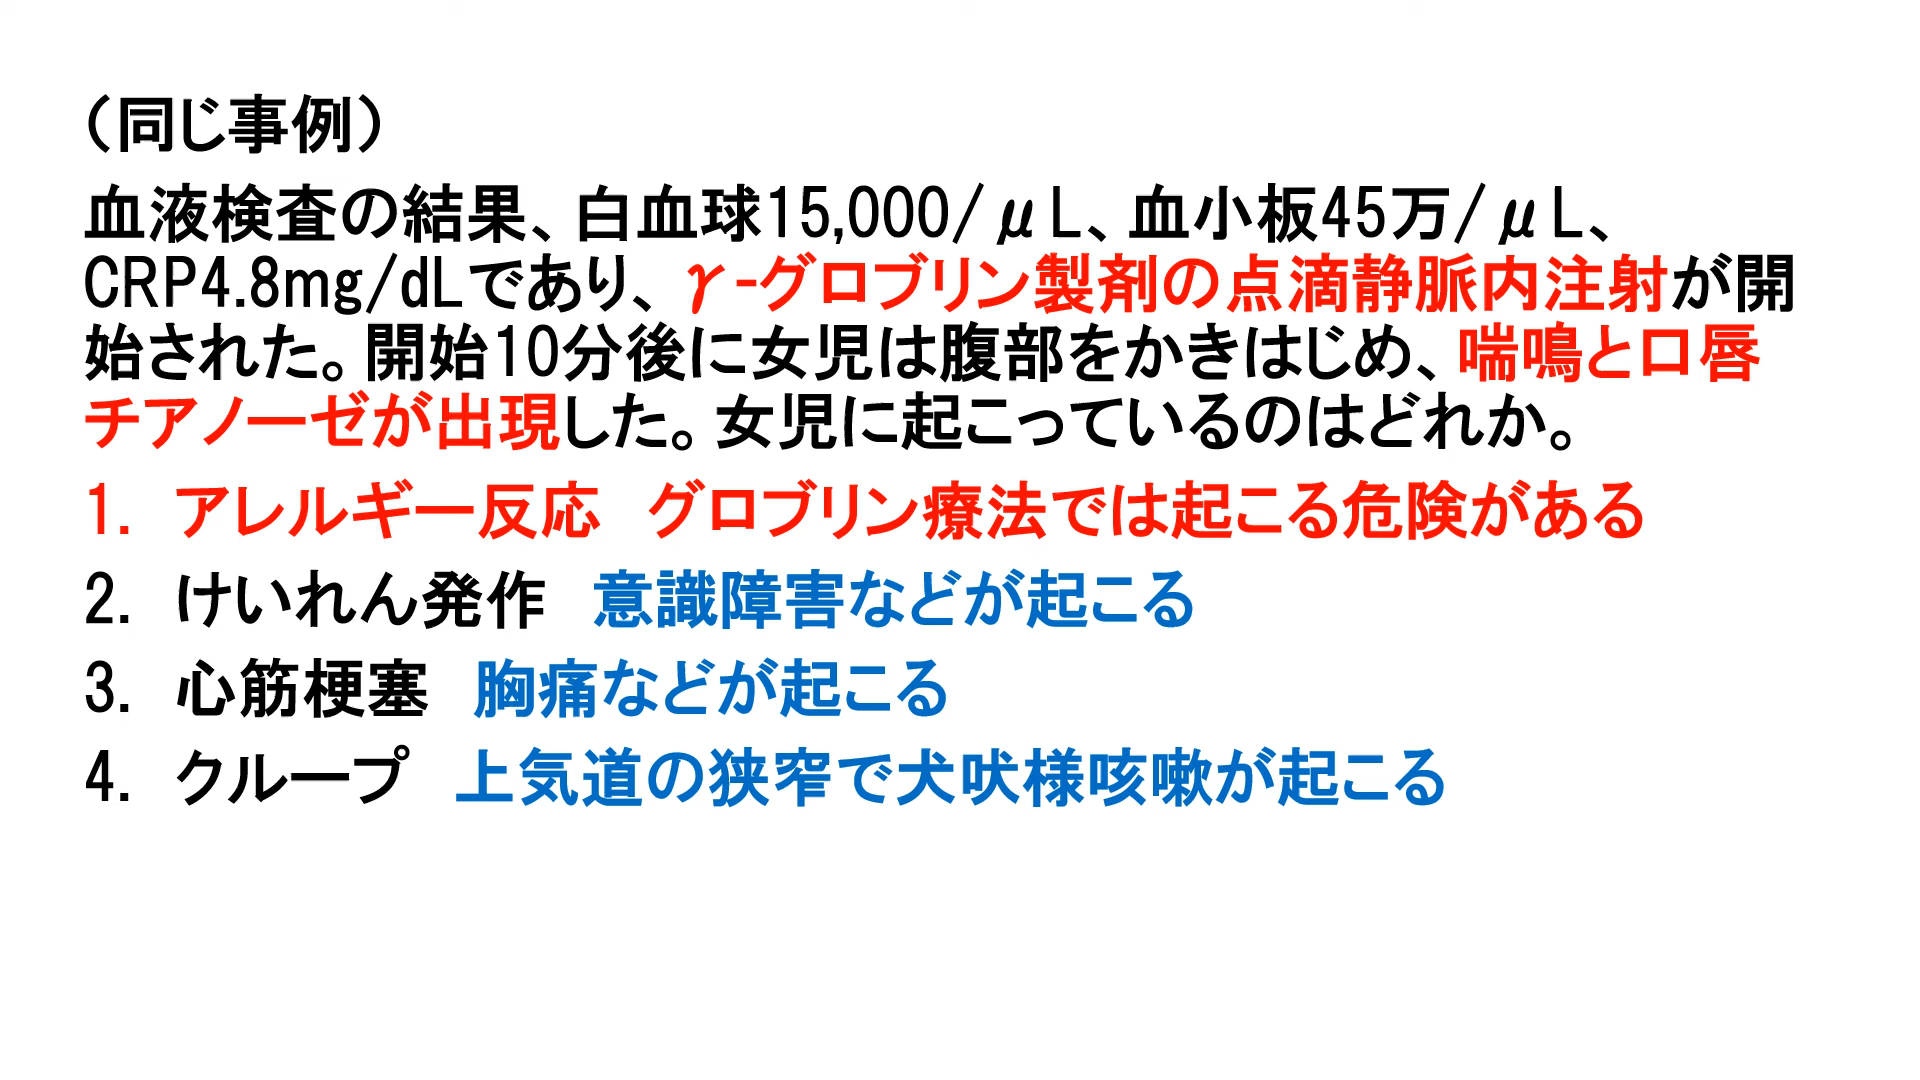 （同じ事例）
血液検査の結果、白血球15,000/μL、血小板45万/μL、
CRP4.8mg/dLであり、γ-グロブリン製剤の点滴静脈内注射が開
始された。開始10分後に女児は腹部をかきはじめ、喘鳴と口唇
チアノーゼが出現した。女児に起こっているのはどれか。
1. アレルギー反応　グロブリン療法では起こる危険がある
2. けいれん発作　意識障害などが起こる
3. 心筋梗塞　胸痛などが起こる
4. クループ　上気道の狭窄で犬吠様咳嗽が起こる